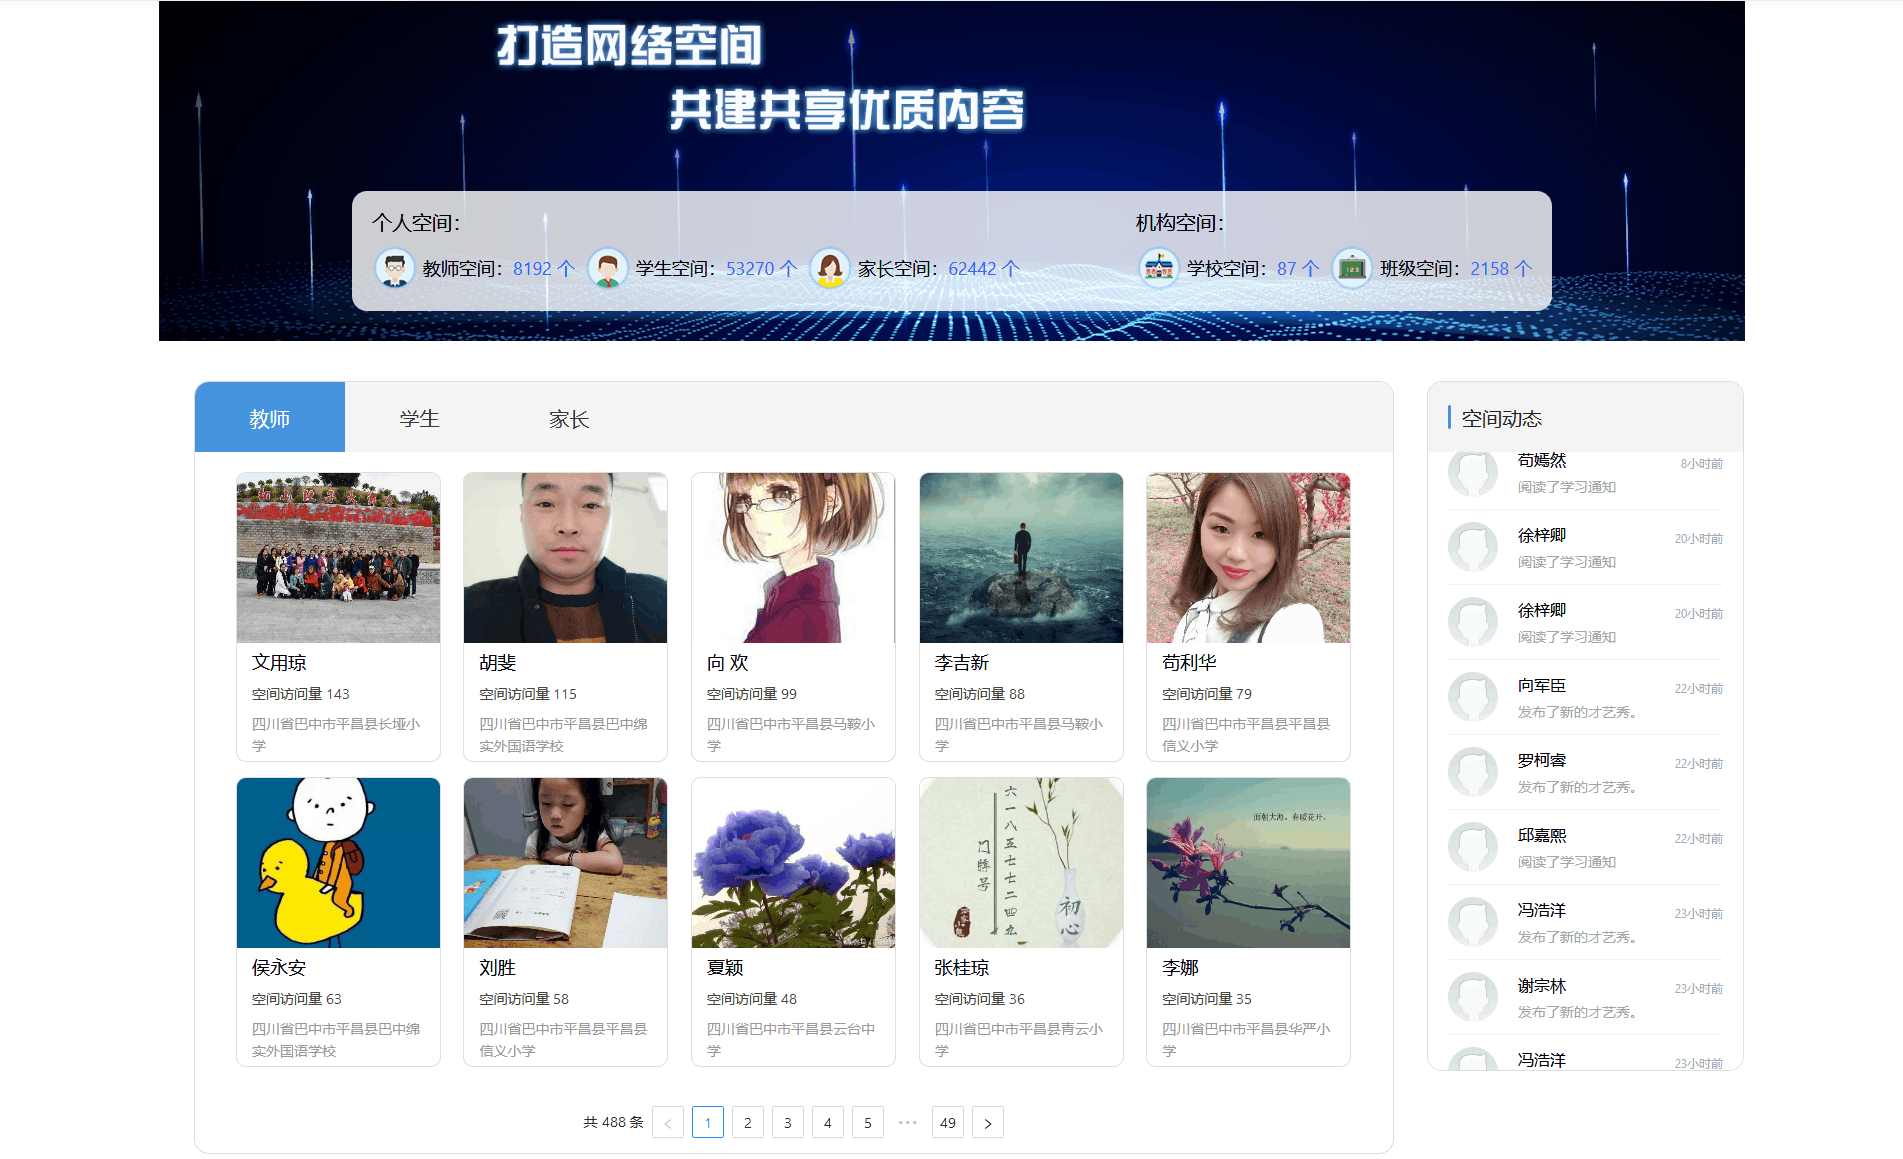 打造网络空间
共建共享优质内容
个人空间：
教师空间：8192 个 学生空间：53270 个 家长空间：62442 个
机构空间：
学校空间：87 个 班级空间：2158 个
教师 学生 家长
文用琼
空间访问量 143
四川省巴中市平昌县长垭小
学
胡斐
空间访问量 115
四川省巴中市平昌县巴中绵
实外国语学校
向 欢
空间访问量 99
四川省巴中市平昌县马鞍小
学
李吉新
空间访问量 88
四川省巴中市平昌县马鞍小
学
苟利华
空间访问量 79
四川省巴中市平昌县平昌县
信义小学
侯永安
空间访问量 63
四川省巴中市平昌县巴中绵
实外国语学校
刘胜
空间访问量 58
四川省巴中市平昌县平昌县
信义小学
夏颖
空间访问量 48
四川省巴中市平昌县云台中
学
六一八五七七二四九
门牌号
初心
张桂琼
空间访问量 36
四川省巴中市平昌县青云小
学
面朝大海，春暖花开。
李娜
空间访问量 35
四川省巴中市平昌县华严小
学
共 488 条 < 1 2 3 4 5 ••• 49 >
空间动态
苟嫣然 8小时前
阅读了学习通知
徐梓卿 20小时前
阅读了学习通知
徐梓卿 20小时前
阅读了学习通知
向军臣 22小时前
发布了新的才艺秀。
罗柯睿 22小时前
发布了新的才艺秀。
邱嘉熙 22小时前
阅读了学习通知
冯浩洋 23小时前
发布了新的才艺秀。
谢宗林 23小时前
发布了新的才艺秀。
冯浩洋 23小时前